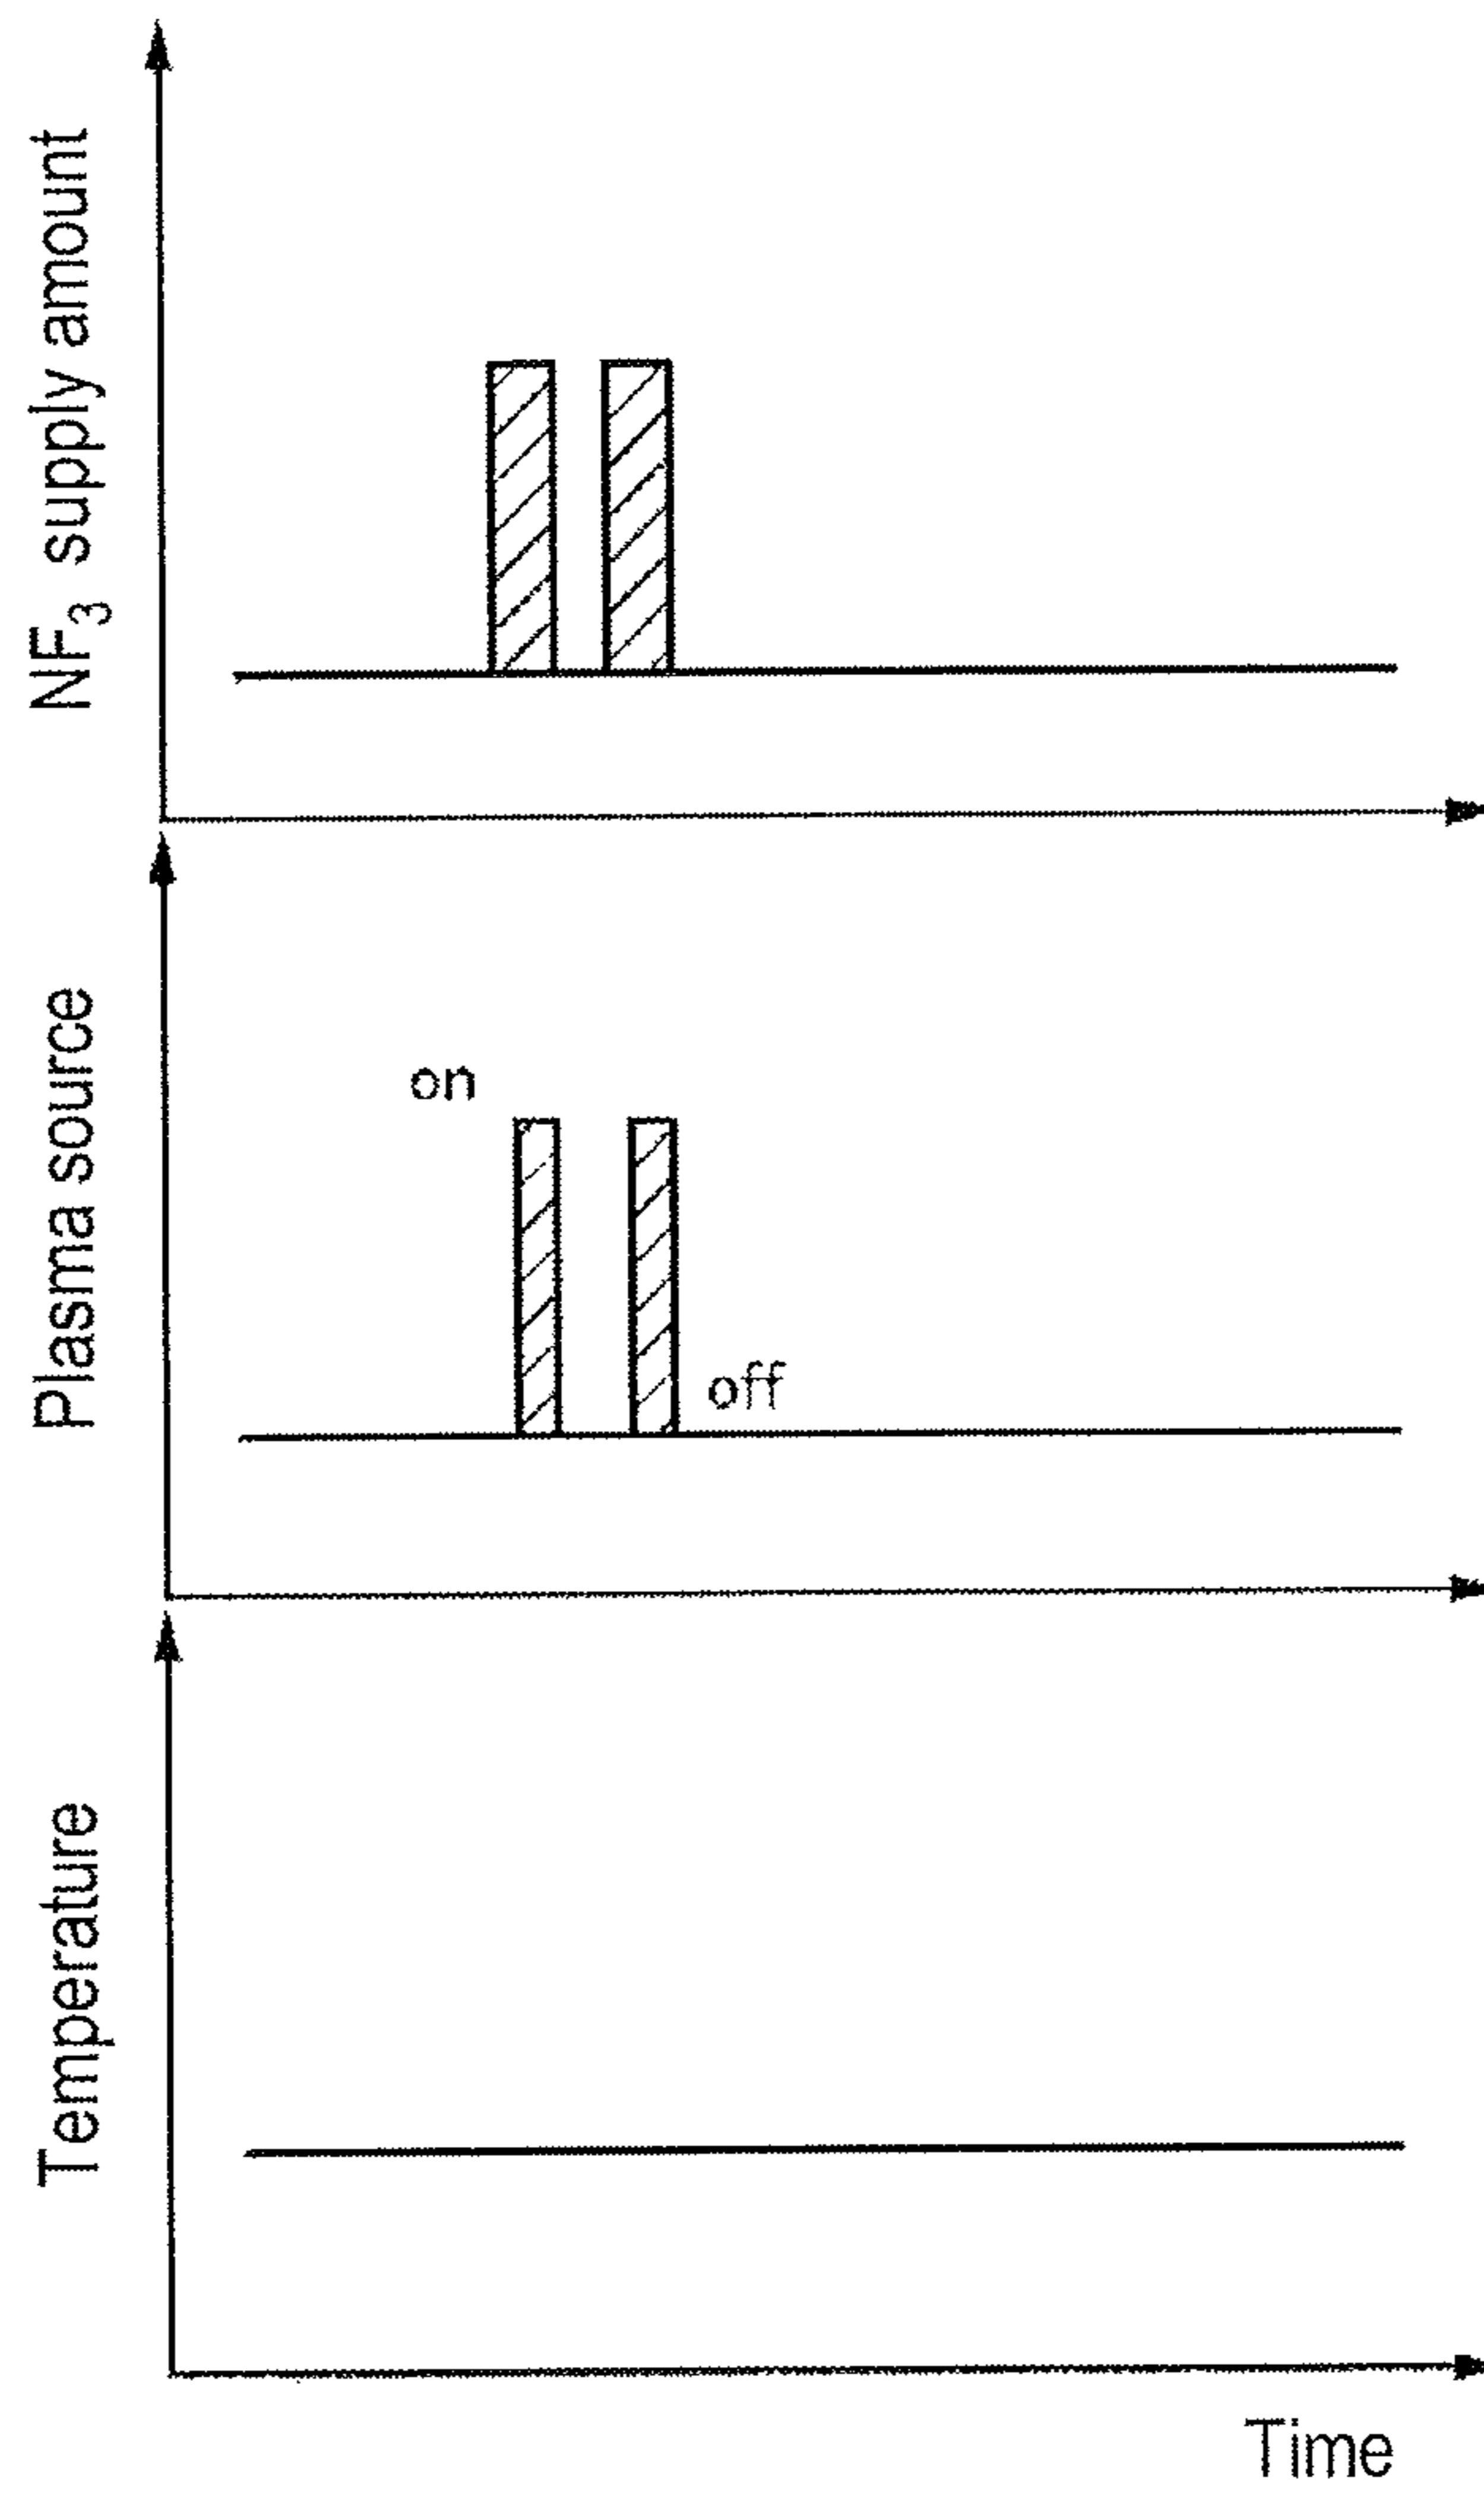 NF3 supply amount
Plasma source
on
off
Temperature
Time